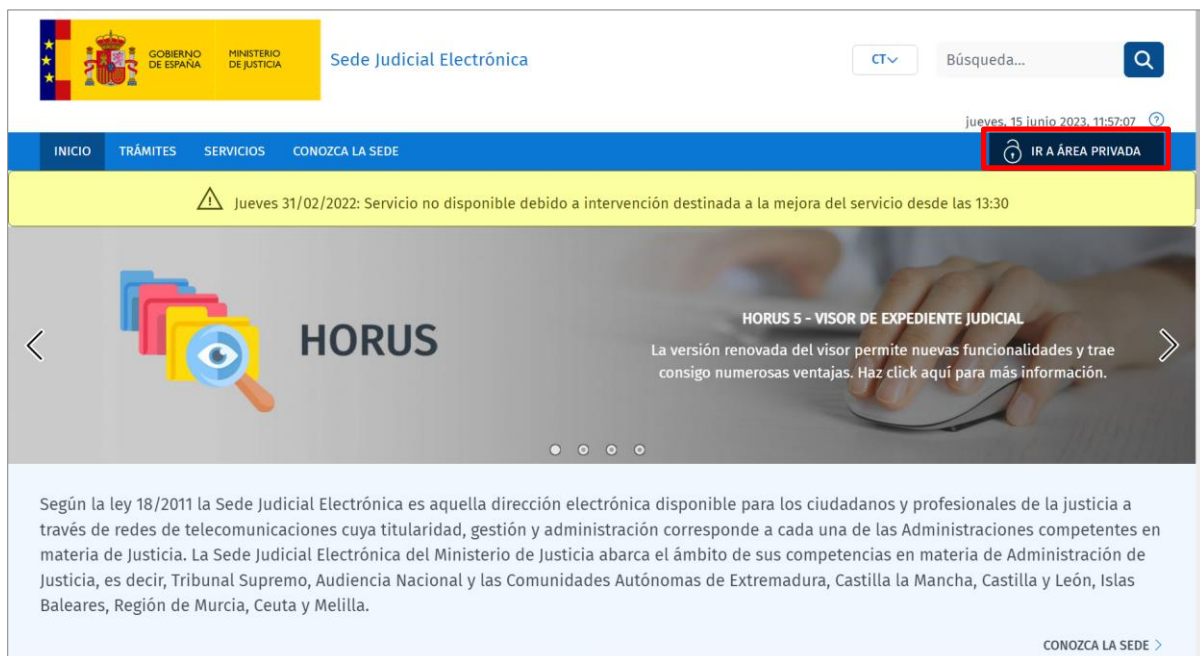 GOBIERNO DE ESPAÑA
MINISTERIO DE JUSTICIA
Sede Judicial Electrónica
CT
Búsqueda...
jueves, 15 junio 2023, 11:57:07
INICIO TRÁMITES SERVICIOS CONOZCA LA SEDE
IR A ÁREA PRIVADA
Jueves 31/02/2022: Servicio no disponible debido a intervención destinada a la mejora del servicio desde las 13:30
HORUS
HORUS 5 - VISOR DE EXPEDIENTE JUDICIAL
La versión renovada del visor permite nuevas funcionalidades y trae
consigo numerosas ventajas. Haz click aquí para más información.
Según la ley 18/2011 la Sede Judicial Electrónica es aquella dirección electrónica disponible para los ciudadanos y profesionales de la justicia a
través de redes de telecomunicaciones cuya titularidad, gestión y administración corresponde a cada una de las Administraciones competentes en
materia de Justicia. La Sede Judicial Electrónica del Ministerio de Justicia abarca el ámbito de sus competencias en materia de Administración de
Justicia, es decir, Tribunal Supremo, Audiencia Nacional y las Comunidades Autónomas de Extremadura, Castilla la Mancha, Castilla y León, Islas
Baleares, Región de Murcia, Ceuta y Melilla.
CONOZCA LA SEDE >